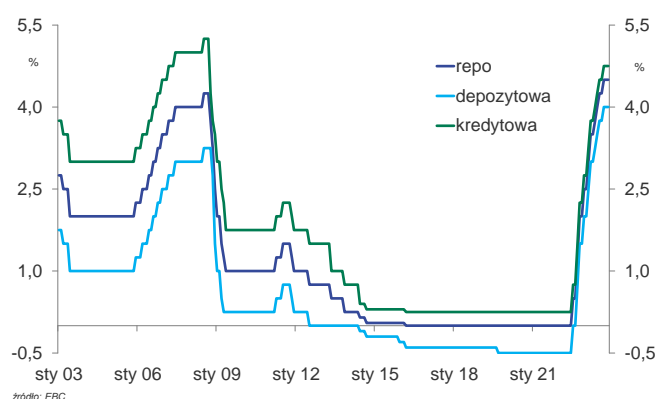 5,5 5,5
% %
repo
depozytowa
4,0 4,0
kredytowa
2,5 2,5
1,0 1,0
-0,5 -0,5
sty 03 sty 06 sty 09 sty 12 sty 15 sty 18 sty 21
źródło: EBC